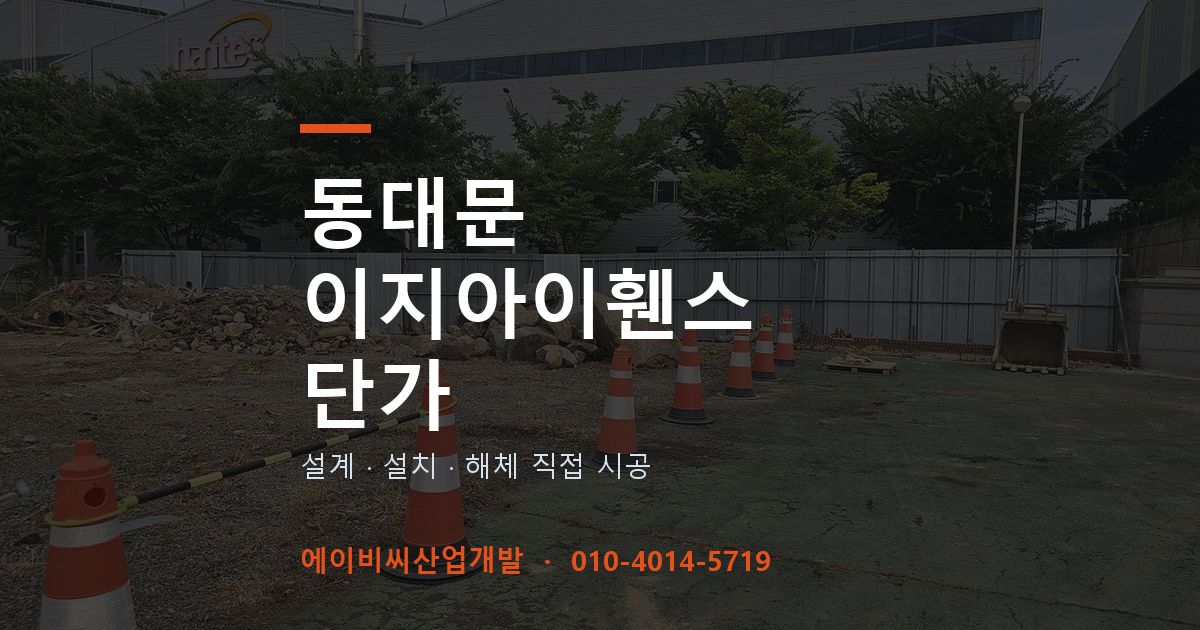 hantes
동대문
이지아이휀스
단가
설계 · 설치 · 해체 직접 시공
에이비씨산업개발 · 010-4014-5719